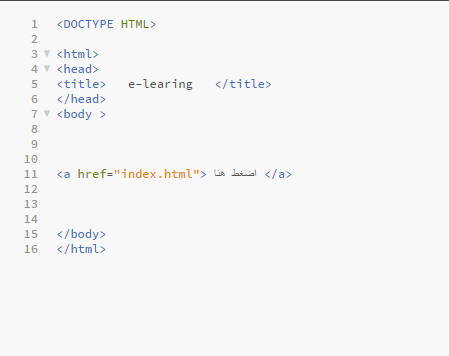 1 <DOCTYPE HTML>
2
3 <html>
4 <head>
5 <title>   e-learing   </title>
6 </head>
7 <body >
8
9
10
11 <a href="index.html"> اضغط هنا </a>
12
13
14
15 </body>
16 </html>